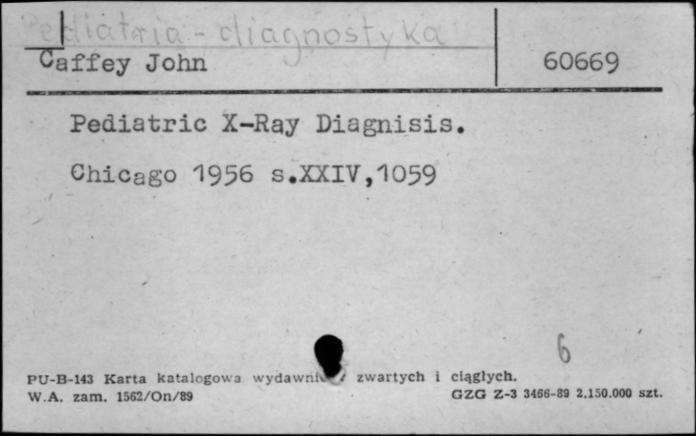 Pediatria - diagnostyka
Caffey John 60669
Pediatric X-Ray Diagnisis.
Chicago 1956 s.XXIV,1059
6
PU-B-143 Karta katalogowa zwartych i ciągłych.
W.A. zam. 1562/On/89 GZG Z-3 3466-89 2.150.000 szt.